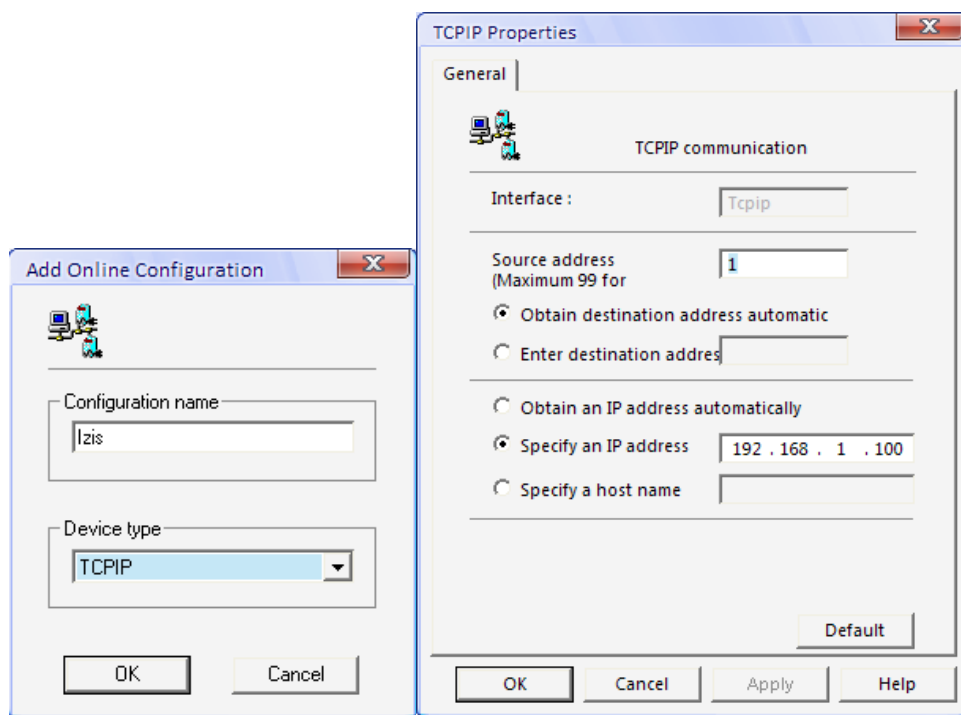 Add Online Configuration
Configuration name
Izis
Device type
TCPIP
OK Cancel
TCPIP Properties
General
TCPIP communication
Interface : Tcpip
Source address 1
(Maximum 99 for
Obtain destination address automatic
Enter destination addres
Obtain an IP address automatically
Specify an IP address 192 . 168 . 1 . 100
Specify a host name
Default
OK Cancel Apply Help